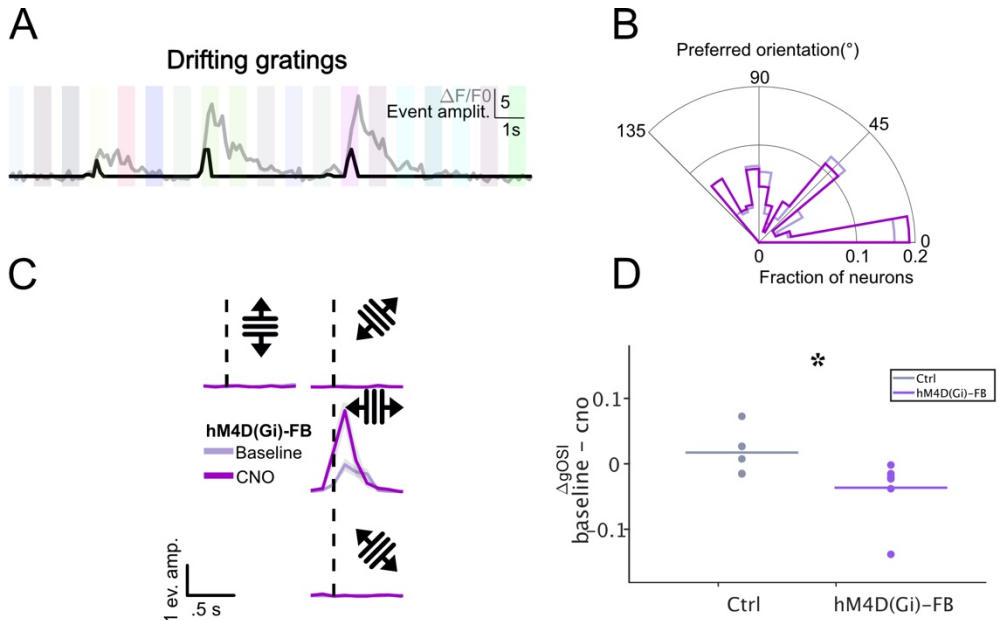 A
Drifting gratings
ΔF/F0
Event amplit.
5
1s
B
Preferred orientation(°)
90
135
45
0
0
0.1
0.2
Fraction of neurons
C
hM4D(Gi)-FB
Baseline
CNO
1 ev. amp.
.5 s
D
*
Ctrl
hM4D(Gi)-FB
0.1
0
-0.1
ΔgOSI
baseline - cno
Ctrl
hM4D(Gi)-FB